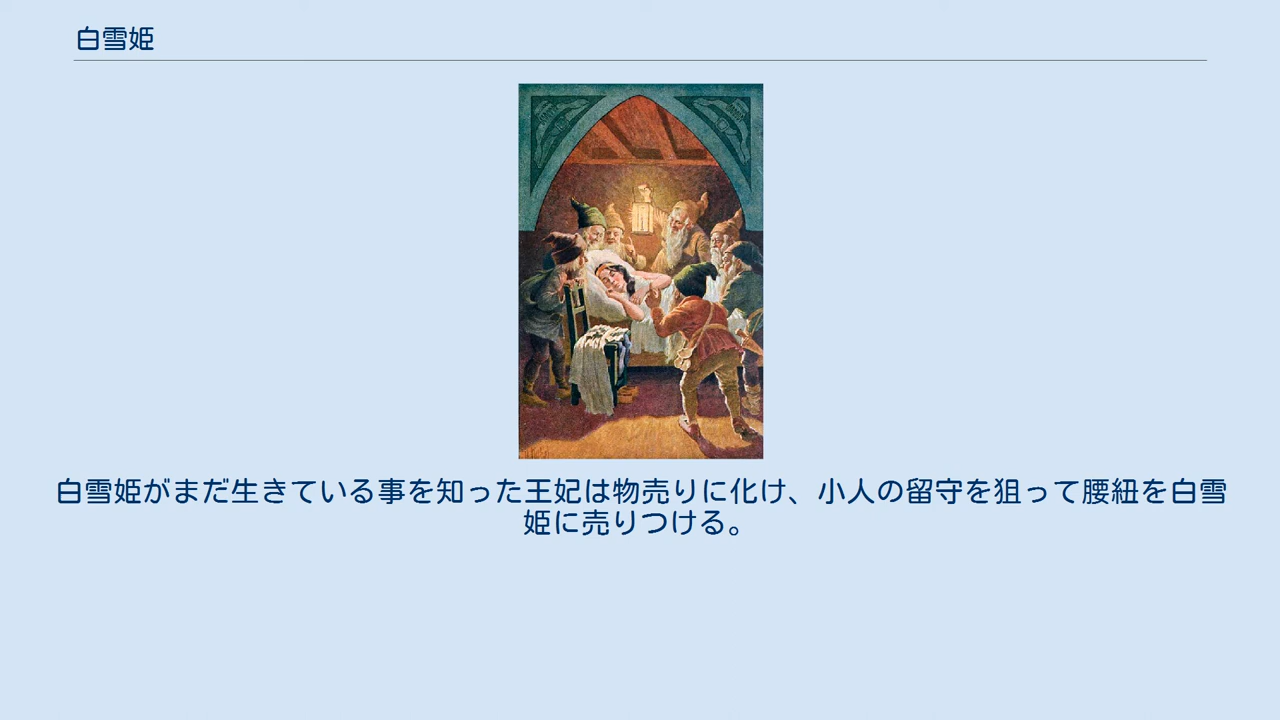 白雪姫
白雪姫がまだ生きている事を知った王妃は物売りに化け、小人の留守を狙って腰紐を白雪
姫に売りつける。